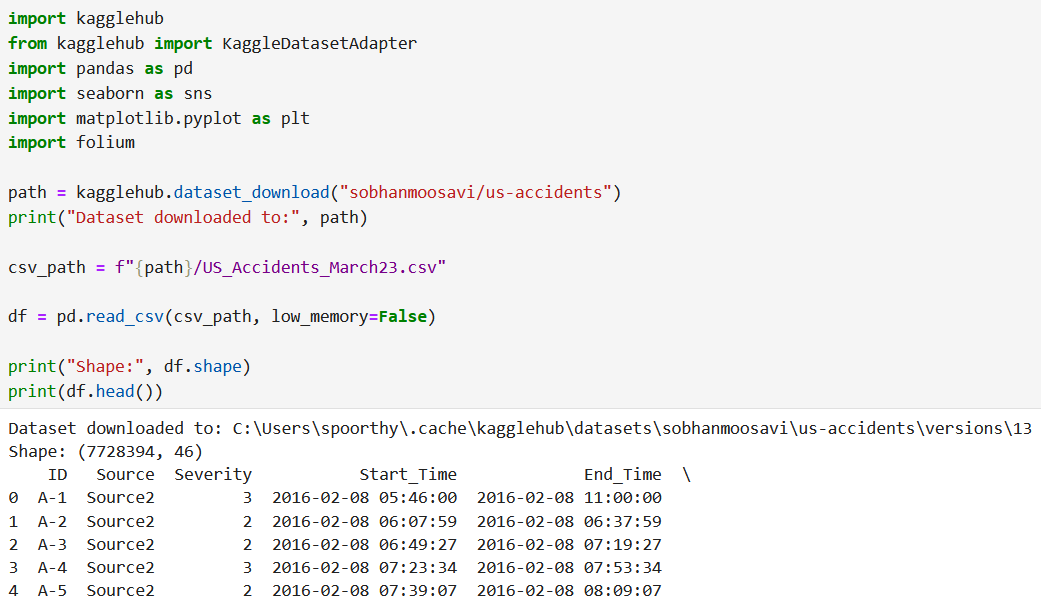 import kagglehub
from kagglehub import KaggleDatasetAdapter
import pandas as pd
import seaborn as sns
import matplotlib.pyplot as plt
import folium
path = kagglehub.dataset_download("sobhanmoosavi/us-accidents")
print("Dataset downloaded to:", path)
csv_path = f"{path}/US_Accidents_March23.csv"
df = pd.read_csv(csv_path, low_memory=False)
print("Shape:", df.shape)
print(df.head())
Dataset downloaded to: C:\Users\spoorthy\.cache\kagglehub\datasets\sobhanmoosavi\us-accidents\versions\13
Shape: (7728394, 46)
    ID   Source  Severity           Start_Time             End_Time  \
0  A-1  Source2         3  2016-02-08 05:46:00  2016-02-08 11:00:00
1  A-2  Source2         2  2016-02-08 06:07:59  2016-02-08 06:37:59
2  A-3  Source2         2  2016-02-08 06:49:27  2016-02-08 07:19:27
3  A-4  Source2         3  2016-02-08 07:23:34  2016-02-08 07:53:34
4  A-5  Source2         2  2016-02-08 07:39:07  2016-02-08 08:09:07